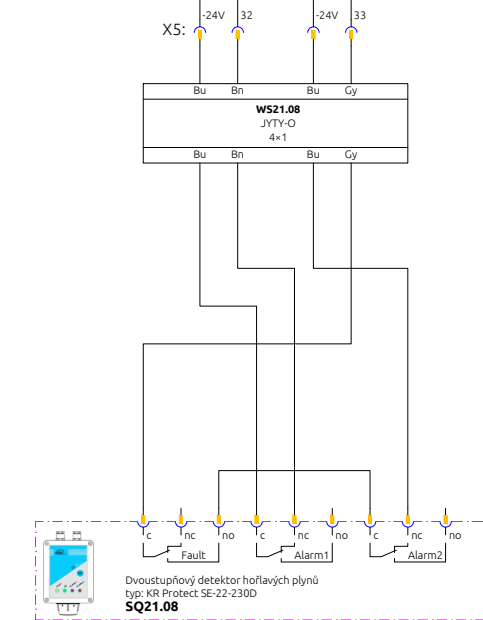 -24V 32 -24V 33
X5:
Bu Bn Bu Gy
WS21.08
JYTY-O
4×1
Bu Bn Bu Gy
c nc no c nc no c nc no
Fault Alarm1 Alarm2
Dvoustupňový detektor hořlavých plynů
typ: KR Protect SE-22-230D
SQ21.08